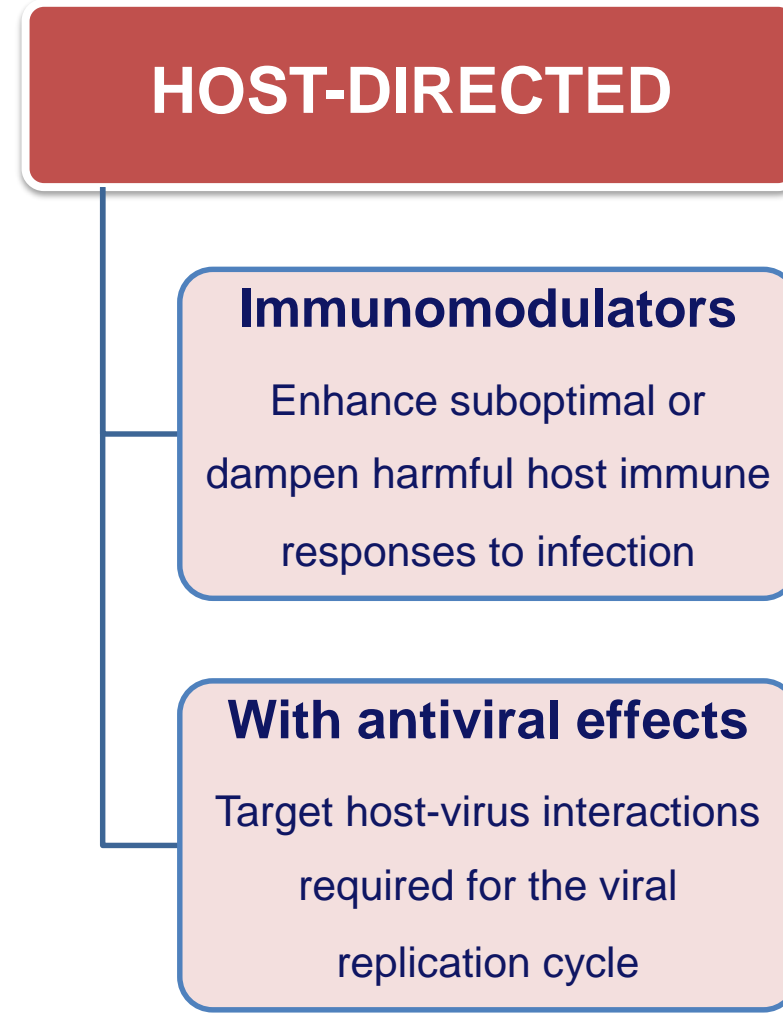 HOST-DIRECTED
Immunomodulators
Enhance suboptimal or
dampen harmful host immune
responses to infection
With antiviral effects
Target host-virus interactions
required for the viral
replication cycle